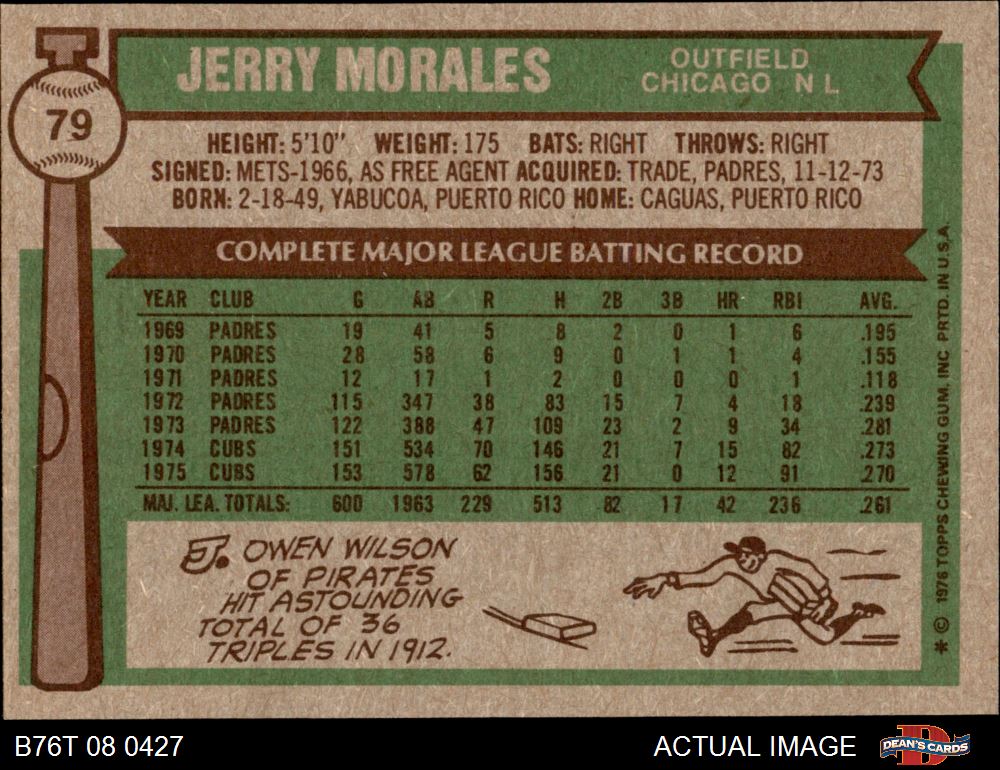 79
JERRY MORALES
OUTFIELD
CHICAGO N L
HEIGHT: 5'10" WEIGHT: 175 BATS: RIGHT THROWS: RIGHT
SIGNED: METS-1966, AS FREE AGENT ACQUIRED: TRADE, PADRES, 11-12-73
BORN: 2-18-49, YABUCOA, PUERTO RICO HOME: CAGUAS, PUERTO RICO
COMPLETE MAJOR LEAGUE BATTING RECORD
YEAR CLUB G AB R H 2B 3B HR RBI AVG.
1969 PADRES 19 41 5 8 2 0 1 6 .195
1970 PADRES 28 58 6 9 0 1 1 4 .155
1971 PADRES 12 17 1 2 0 0 0 1 .118
1972 PADRES 115 347 38 83 15 7 4 18 .239
1973 PADRES 122 388 47 109 23 2 9 34 .281
1974 CUBS 151 534 70 146 21 7 15 82 .273
1975 CUBS 153 578 62 156 21 0 12 91 .270
MAJ. LEA. TOTALS: 600 1963 229 513 82 17 42 236 .261
J. OWEN WILSON
OF PIRATES
HIT ASTOUNDING
TOTAL OF 36
TRIPLES IN 1912.
* © 1976 TOPPS CHEWING GUM, INC. PRTD. IN U.S.A.
B76T 08 0427
ACTUAL IMAGE
DEAN'S CARDS